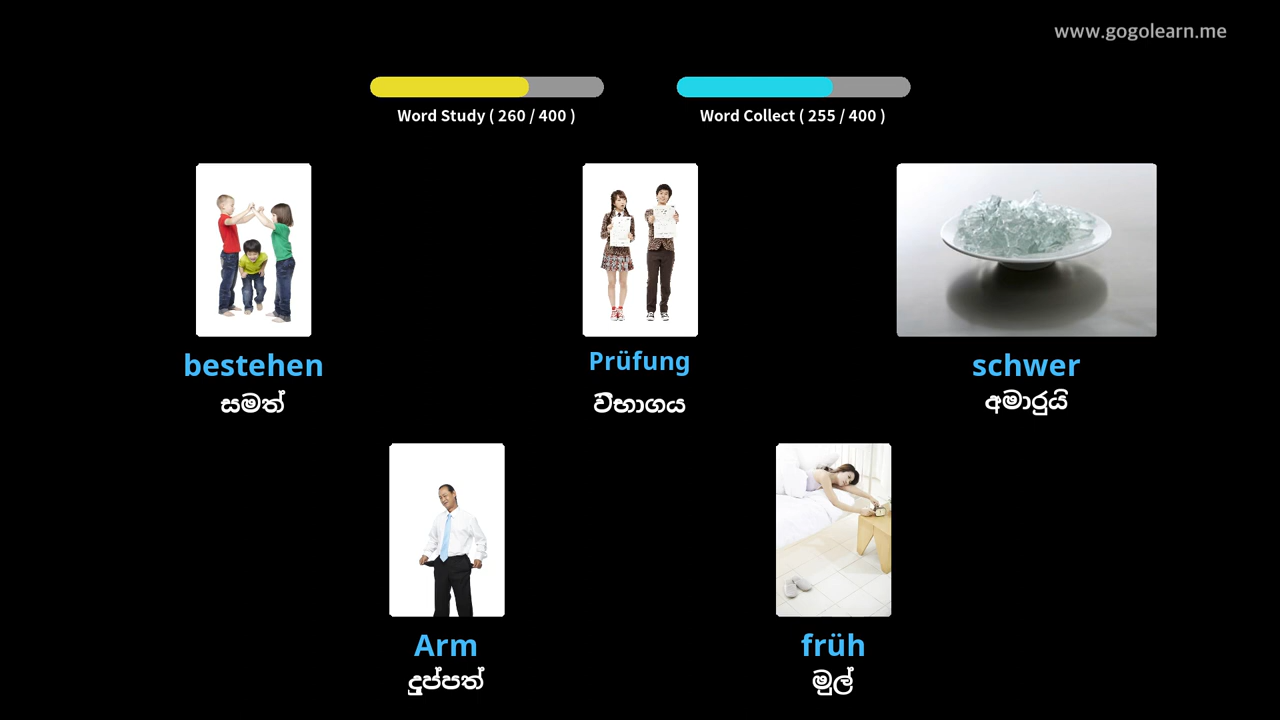 www.gogolearn.me
Word Study ( 260 / 400 )
Word Collect ( 255 / 400 )
bestehen
සමත්
Prüfung
විභාගය
schwer
අමාරුයි
Arm
දුප්පත්
früh
මුල්